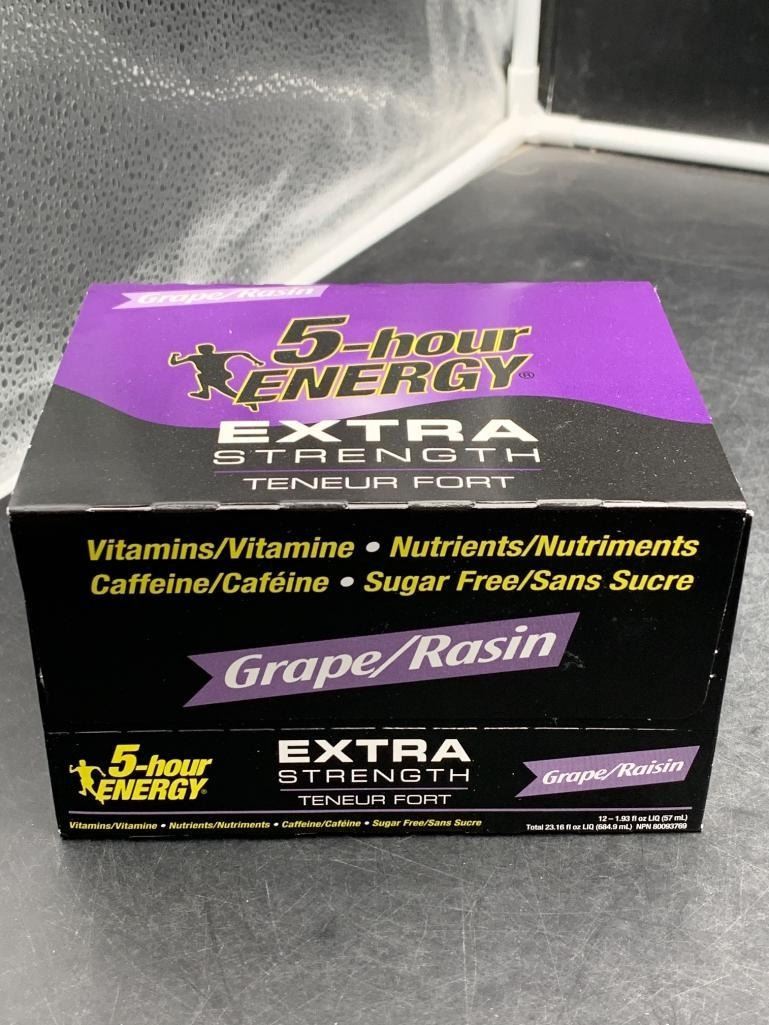 Grape/Rasin
5-hour
ENERGY®
EXTRA
STRENGTH
TENEUR FORT
Vitamins/Vitamine • Nutrients/Nutriments
Caffeine/Caféine • Sugar Free/Sans Sucre
Grape/Rasin
5-hour
ENERGY®
EXTRA
STRENGTH
TENEUR FORT
Grape/Raisin
Vitamins/Vitamine • Nutrients/Nutriments • Caffeine/Caféine • Sugar Free/Sans Sucre
12 – 1.93 fl oz LIQ (57 mL)
Total 23.16 fl oz LIQ (684.9 mL) NPN 80093769